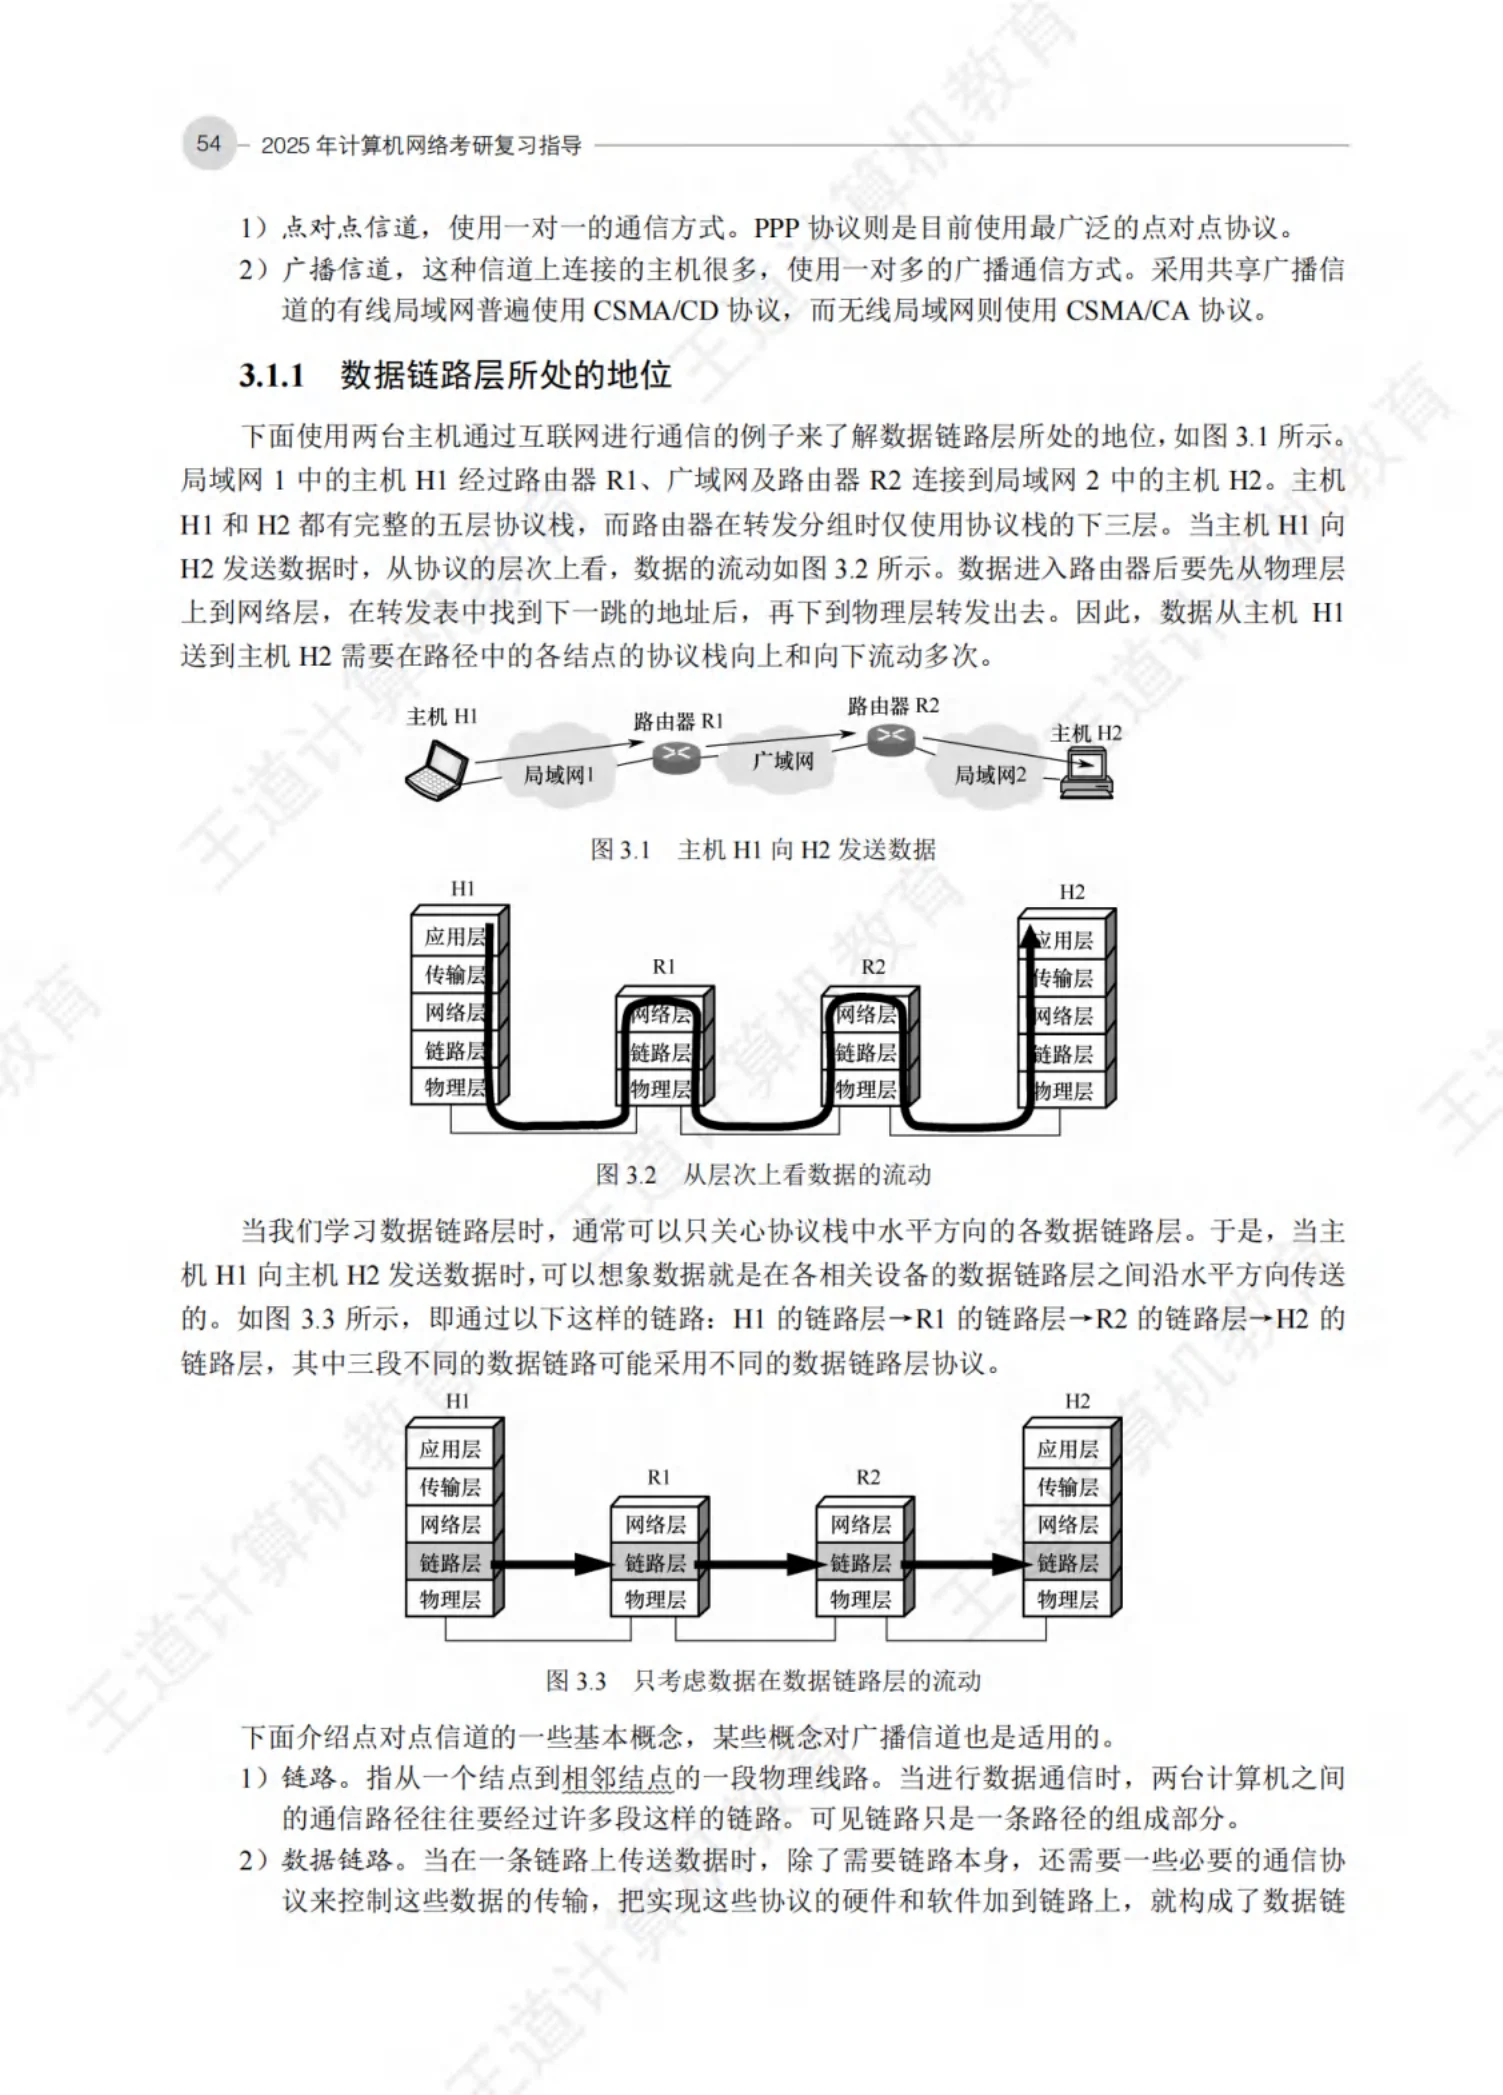 54 2025 年计算机网络考研复习指导
1）点对点信道，使用一对一的通信方式。PPP 协议则是目前使用最广泛的点对点协议。
2）广播信道，这种信道上连接的主机很多，使用一对多的广播通信方式。采用共享广播信
道的有线局域网普遍使用 CSMA/CD 协议，而无线局域网则使用 CSMA/CA 协议。
3.1.1 数据链路层所处的地位
下面使用两台主机通过互联网进行通信的例子来了解数据链路层所处的地位，如图 3.1 所示。
局域网 1 中的主机 H1 经过路由器 R1、广域网及路由器 R2 连接到局域网 2 中的主机 H2。主机
H1 和 H2 都有完整的五层协议栈，而路由器在转发分组时仅使用协议栈的下三层。当主机 H1 向
H2 发送数据时，从协议的层次上看，数据的流动如图 3.2 所示。数据进入路由器后要先从物理层
上到网络层，在转发表中找到下一跳的地址后，再下到物理层转发出去。因此，数据从主机 H1
送到主机 H2 需要在路径中的各结点的协议栈向上和向下流动多次。
主机 H1
路由器 R1
路由器 R2
主机 H2
局域网1
广域网
局域网2
图 3.1 主机 H1 向 H2 发送数据
H1
应用层
传输层
网络层
链路层
物理层
R1
网络层
链路层
物理层
R2
网络层
链路层
物理层
H2
应用层
传输层
网络层
链路层
物理层
图 3.2 从层次上看数据的流动
当我们学习数据链路层时，通常可以只关心协议栈中水平方向的各数据链路层。于是，当主
机 H1 向主机 H2 发送数据时，可以想象数据就是在各相关设备的数据链路层之间沿水平方向传送
的。如图 3.3 所示，即通过以下这样的链路：H1 的链路层→R1 的链路层→R2 的链路层→H2 的
链路层，其中三段不同的数据链路可能采用不同的数据链路层协议。
H1
应用层
传输层
网络层
链路层
物理层
R1
网络层
链路层
物理层
R2
网络层
链路层
物理层
H2
应用层
传输层
网络层
链路层
物理层
图 3.3 只考虑数据在数据链路层的流动
下面介绍点对点信道的一些基本概念，某些概念对广播信道也是适用的。
1）链路。指从一个结点到相邻结点的一段物理线路。当进行数据通信时，两台计算机之间
的通信路径往往要经过许多段这样的链路。可见链路只是一条路径的组成部分。
2）数据链路。当在一条链路上传送数据时，除了需要链路本身，还需要一些必要的通信协
议来控制这些数据的传输，把实现这些协议的硬件和软件加到链路上，就构成了数据链
王道计算机教育